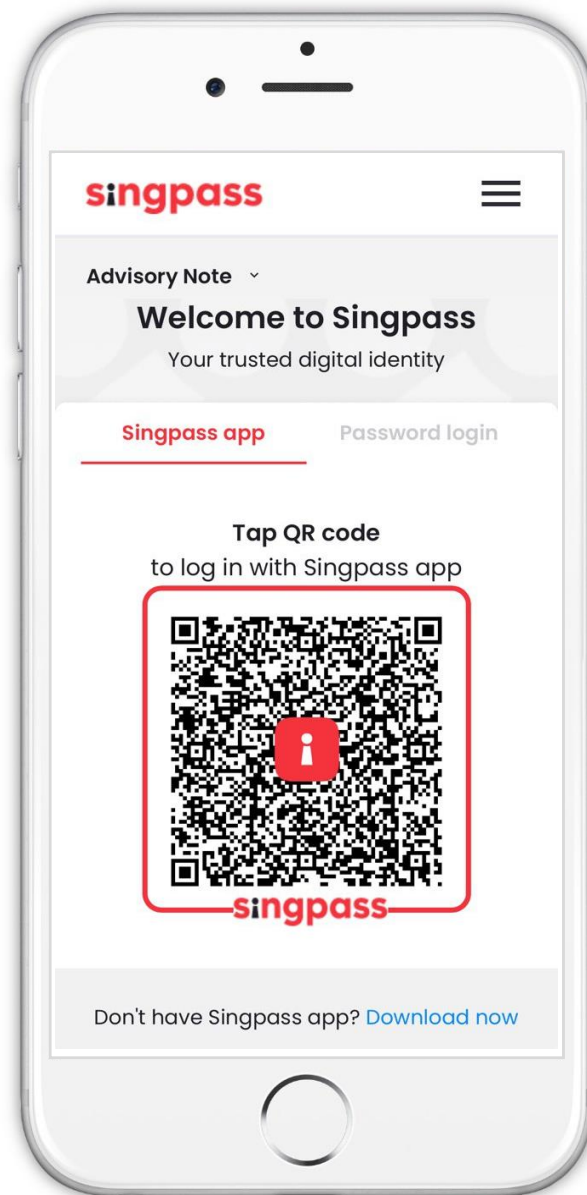 singpass
Advisory Note
Welcome to Singpass
Your trusted digital identity
Singpass app
Password login
Tap QR code
to log in with Singpass app
singpass
Don't have Singpass app? Download now